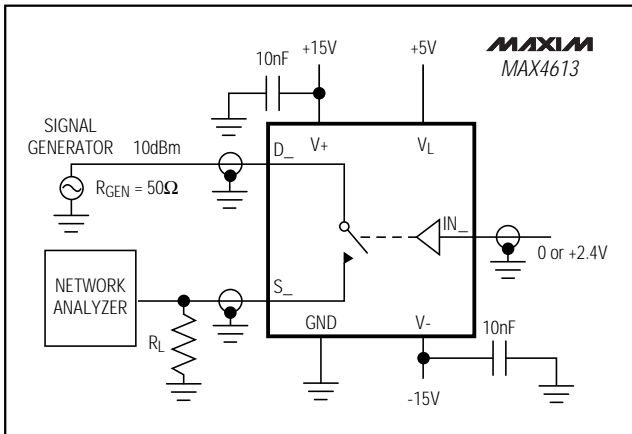 +15V
+5V
MAXIM
MAX4613
10nF
SIGNAL
GENERATOR
10dBm
D_
V+
VL
RGEN = 50Ω
IN_
0 or +2.4V
NETWORK
ANALYZER
S_
GND
V-
10nF
RL
-15V